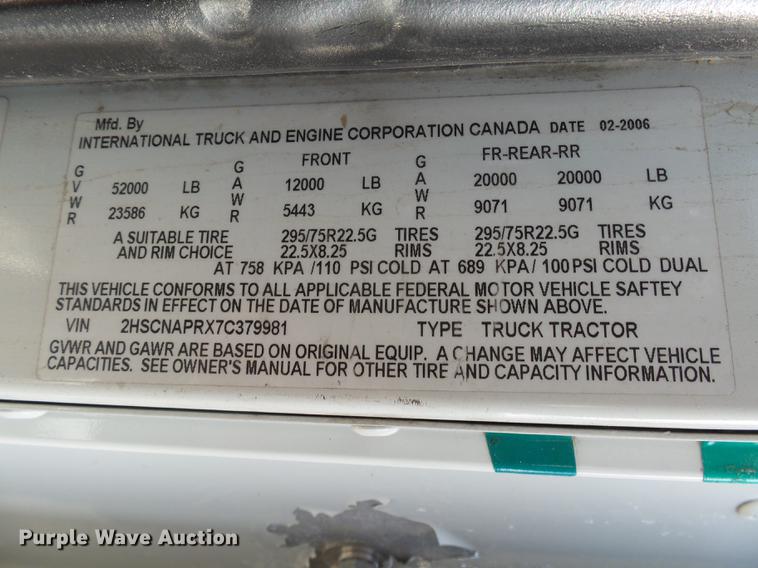 Mfd. By
INTERNATIONAL TRUCK AND ENGINE CORPORATION CANADA DATE 02-2006
GVWR 52000 LB GAWR FRONT 12000 LB GAWR FR-REAR-RR 20000 20000 LB
23586 KG 5443 KG 9071 9071 KG
A SUITABLE TIRE 295/75R22.5G TIRES 295/75R22.5G TIRES
AND RIM CHOICE 22.5X8.25 RIMS 22.5X8.25 RIMS
AT 758 KPA /110 PSI COLD AT 689 KPA / 100 PSI COLD DUAL
THIS VEHICLE CONFORMS TO ALL APPLICABLE FEDERAL MOTOR VEHICLE SAFTEY
STANDARDS IN EFFECT ON THE DATE OF MANUFACTURE SHOWN ABOVE.
VIN 2HSCNAPRX7C379981 TYPE TRUCK TRACTOR
GVWR AND GAWR ARE BASED ON ORIGINAL EQUIP. A CHANGE MAY AFFECT VEHICLE
CAPACITIES. SEE OWNER'S MANUAL FOR OTHER TIRE AND CAPACITY INFORMATION.
Purple Wave Auction